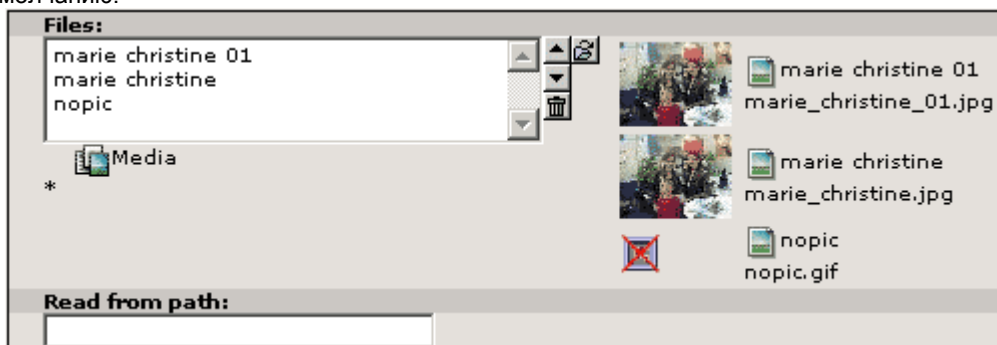 молчанию.
Files:
marie christine 01
marie christine
nopic
Media
*
marie christine 01
marie_christine_01.jpg
marie christine
marie_christine.jpg
nopic
nopic.gif
Read from path: